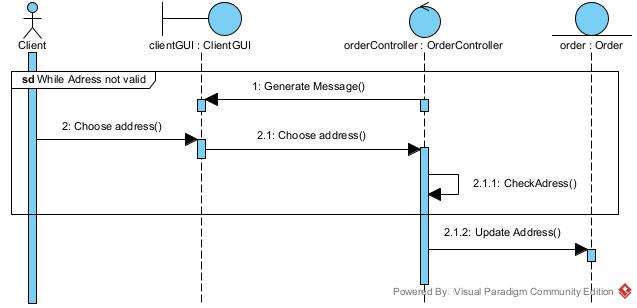 Client
clientGUI : ClientGUI
orderController : OrderController
order : Order
sd While Adress not valid
1: Generate Message()
2: Choose address()
2.1: Choose address()
2.1.1: CheckAdress()
2.1.2: Update Address()
Powered By Visual Paradigm Community Edition